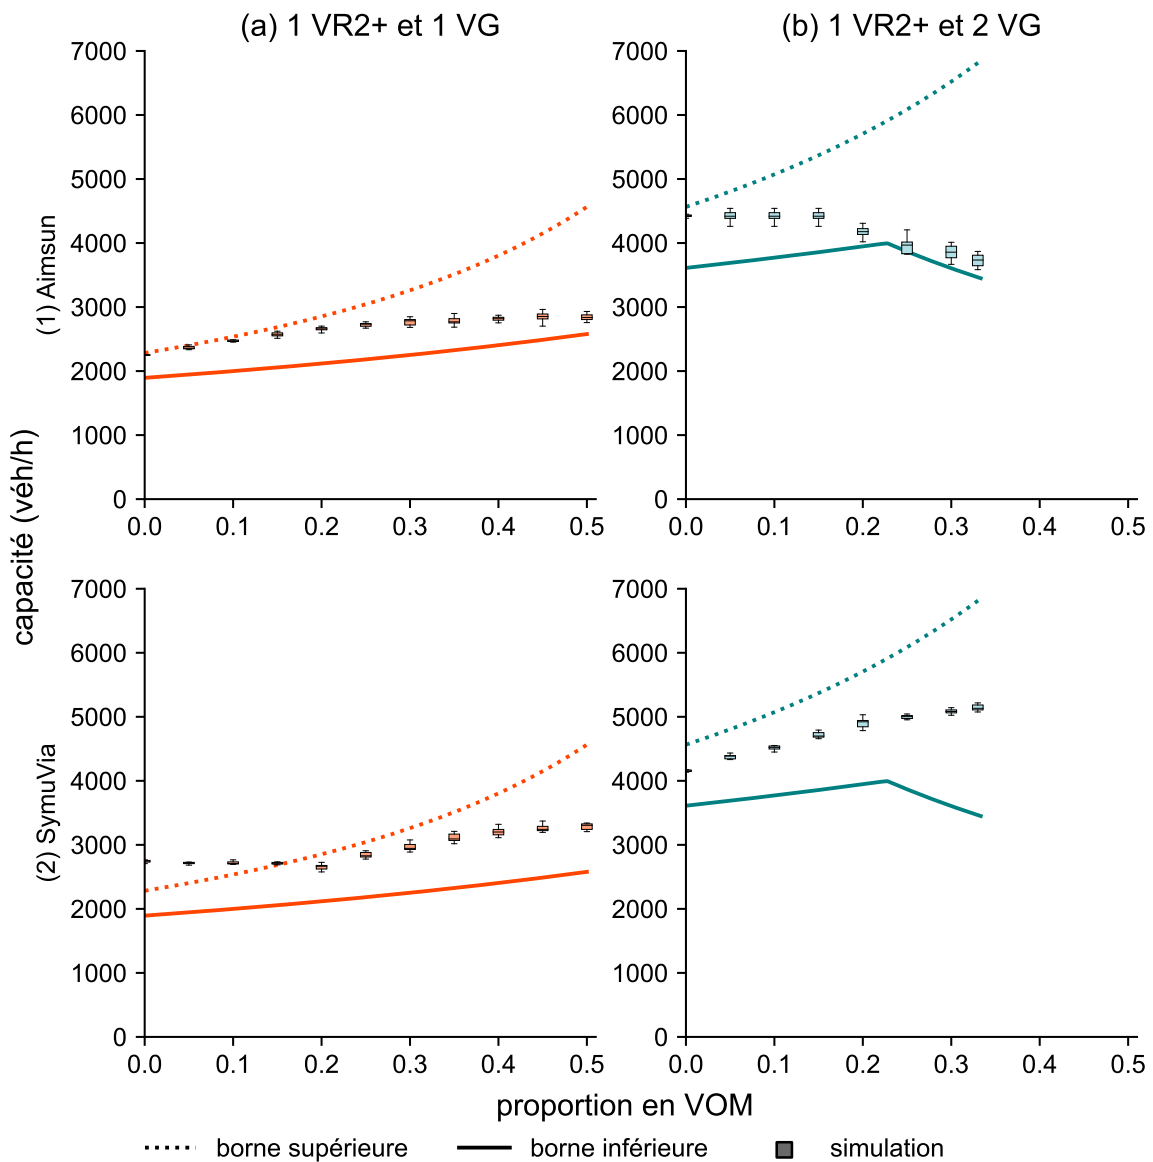 (a) 1 VR2+ et 1 VG
(b) 1 VR2+ et 2 VG
7000
6000
5000
4000
3000
2000
1000
0
0.0 0.1 0.2 0.3 0.4 0.5
(1) Aimsun
7000
6000
5000
4000
3000
2000
1000
0
0.0 0.1 0.2 0.3 0.4 0.5
capacité (véh/h)
7000
6000
5000
4000
3000
2000
1000
0
0.0 0.1 0.2 0.3 0.4 0.5
(2) SymuVia
7000
6000
5000
4000
3000
2000
1000
0
0.0 0.1 0.2 0.3 0.4 0.5
proportion en VOM
borne supérieure borne inférieure simulation